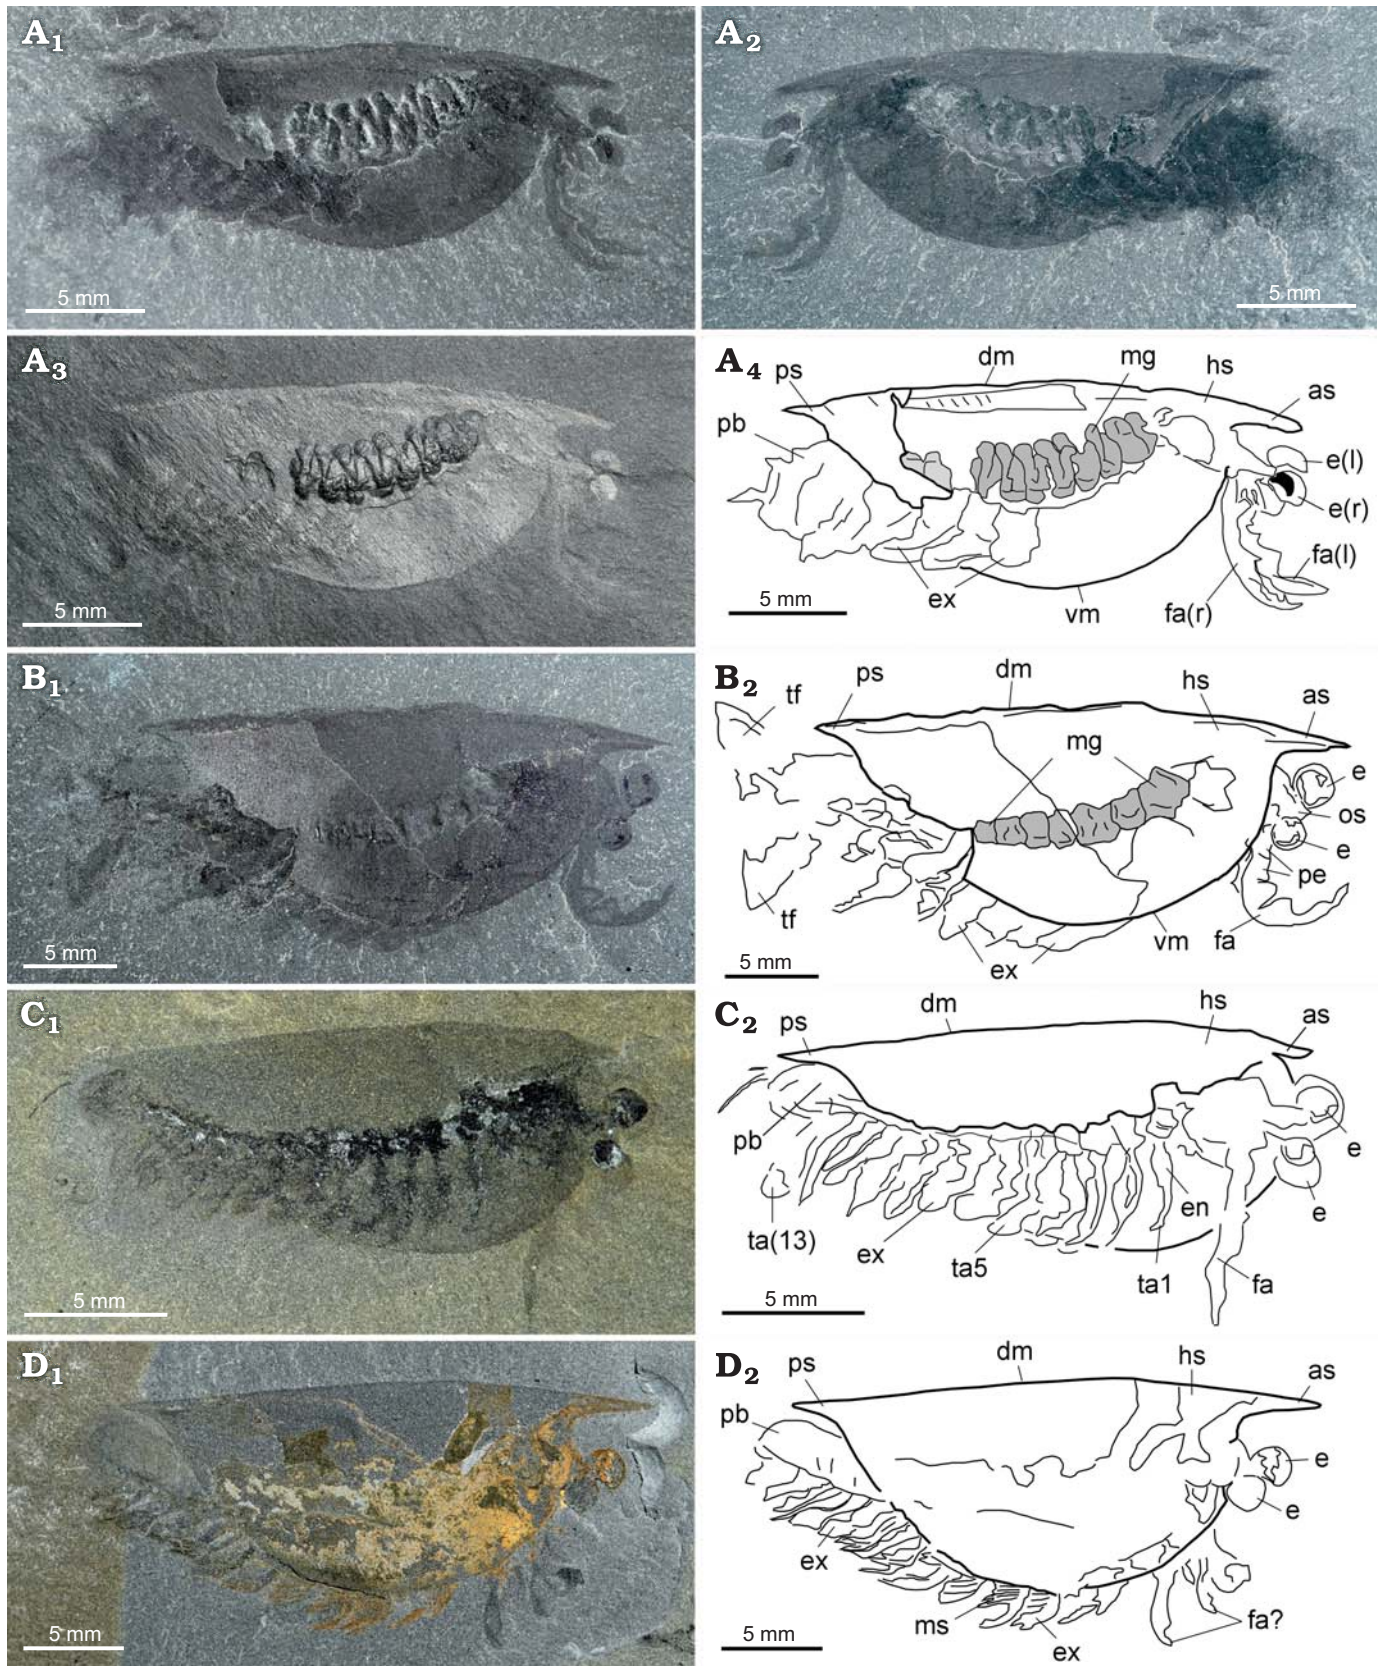 A1
5 mm
A2
5 mm
A3
5 mm
A4
ps
dm
mg
hs
as
pb
e(l)
e(r)
fa(l)
ex
vm
fa(r)
5 mm
B1
5 mm
B2
tf
ps
dm
hs
as
mg
e
os
e
pe
tf
ex
vm
fa
5 mm
C1
5 mm
C2
ps
dm
hs
as
pb
e
en
e
ta(13)
ex
ta5
ta1
fa
5 mm
D1
5 mm
D2
ps
dm
hs
as
pb
e
e
ex
ms
ex
fa?
5 mm